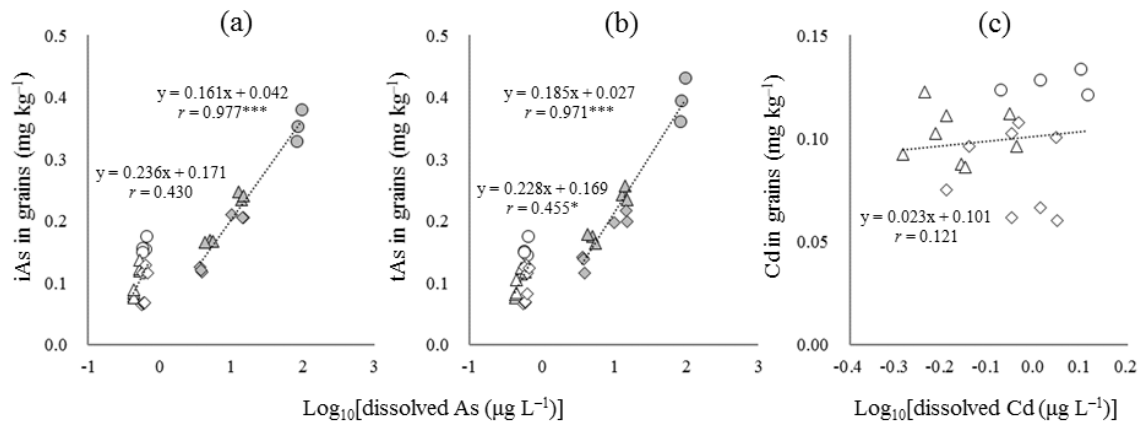 (a)
iAs in grains (mg kg⁻¹)
0.5
0.4
0.3
0.2
0.1
0.0
y = 0.161x + 0.042
r = 0.977***
y = 0.236x + 0.171
r = 0.430
-1
0
1
2
3
(b)
tAs in grains (mg kg⁻¹)
0.5
0.4
0.3
0.2
0.1
0.0
y = 0.185x + 0.027
r = 0.971***
y = 0.228x + 0.169
r = 0.455*
-1
0
1
2
3
Log₁₀[dissolved As (μg L⁻¹)]
(c)
Cd in grains (mg kg⁻¹)
0.15
0.10
0.05
0.00
y = 0.023x + 0.101
r = 0.121
-0.4
-0.3
-0.2
-0.1
0.0
0.1
0.2
Log₁₀[dissolved Cd (μg L⁻¹)]